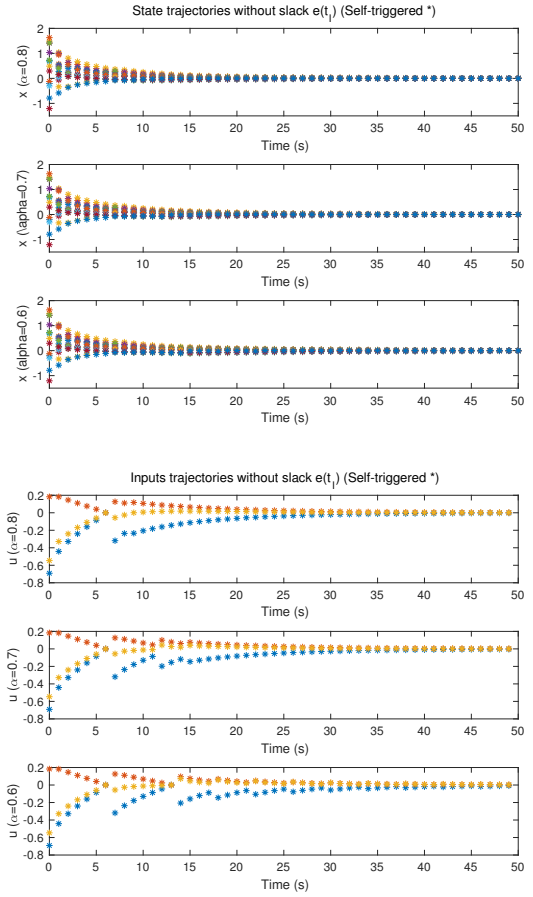 State trajectories without slack e(t_l) (Self-triggered *)
2
1
0
-1
x (α=0.8)
0 5 10 15 20 25 30 35 40 45 50
Time (s)
2
1
0
-1
x (\apha=0.7)
0 5 10 15 20 25 30 35 40 45 50
Time (s)
2
1
0
-1
x (alpha=0.6)
0 5 10 15 20 25 30 35 40 45 50
Time (s)
Inputs trajectories without slack e(t_l) (Self-triggered *)
0.2
0
-0.2
-0.4
-0.6
-0.8
u (α=0.8)
0 5 10 15 20 25 30 35 40 45 50
Time (s)
0.2
0
-0.2
-0.4
-0.6
-0.8
u (α=0.7)
0 5 10 15 20 25 30 35 40 45 50
Time (s)
0.2
0
-0.2
-0.4
-0.6
-0.8
u (α=0.6)
0 5 10 15 20 25 30 35 40 45 50
Time (s)